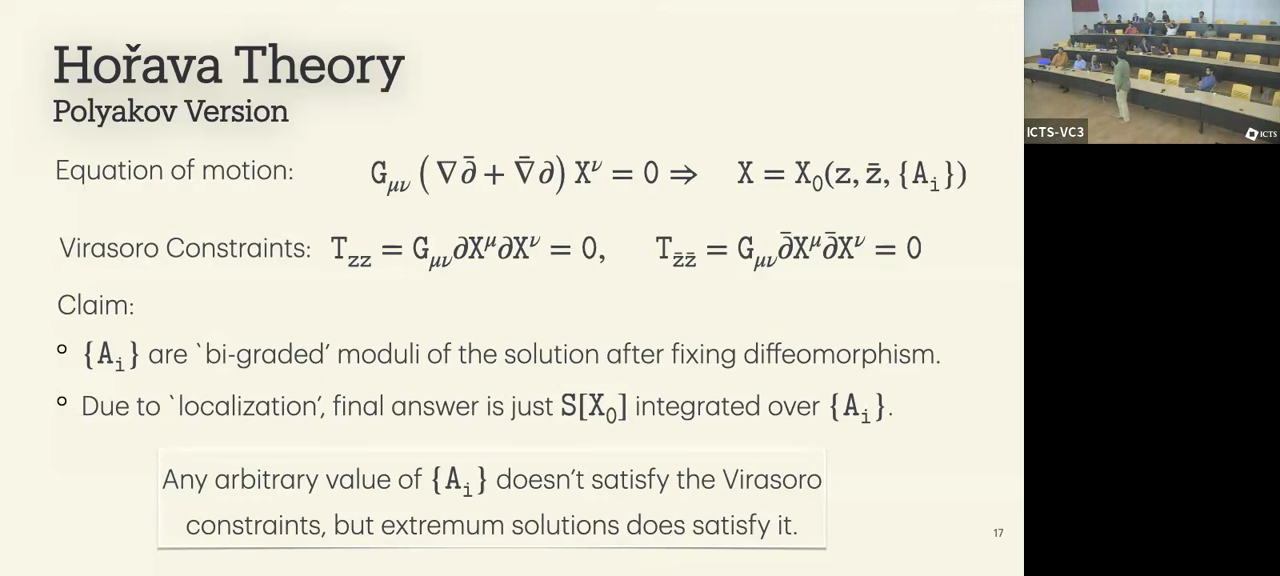 Hořava Theory
Polyakov Version
Equation of motion: G_{μν} (∇∂̄ + ∇̄∂) X^ν = 0 ⇒ X = X_0(z, z̄, {A_i})
Virasoro Constraints: T_{zz} = G_{μν}∂X^μ∂X^ν = 0, T_{z̄z̄} = G_{μν}∂̄X^μ∂̄X^ν = 0
Claim:
° {A_i} are `bi-graded' moduli of the solution after fixing diffeomorphism.
° Due to `localization', final answer is just S[X_0] integrated over {A_i}.
Any arbitrary value of {A_i} doesn't satisfy the Virasoro
constraints, but extremum solutions does satisfy it.
17
ICTS-VC3
ICTS